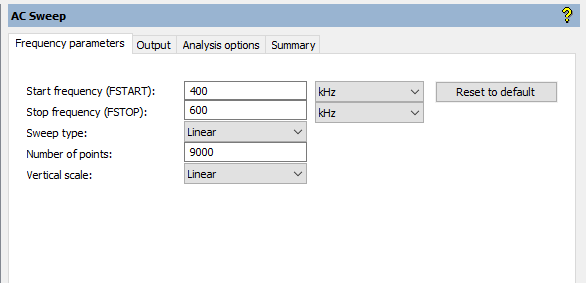 AC Sweep ?
Frequency parameters Output Analysis options Summary
Start frequency (FSTART): 400 kHz Reset to default
Stop frequency (FSTOP): 600 kHz
Sweep type: Linear
Number of points: 9000
Vertical scale: Linear